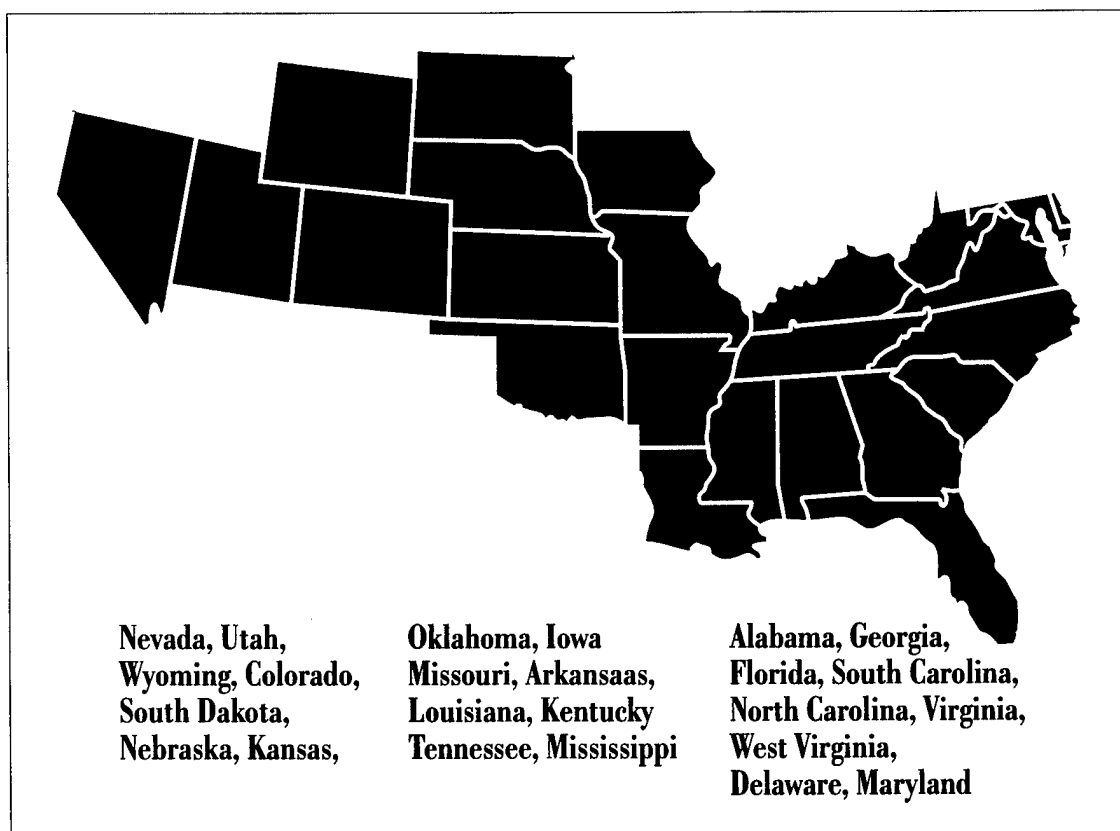 Nevada, Utah,
Wyoming, Colorado,
South Dakota,
Nebraska, Kansas,
Oklahoma, Iowa
Missouri, Arkansaas,
Louisiana, Kentucky
Tennessee, Mississippi
Alabama, Georgia,
Florida, South Carolina,
North Carolina, Virginia,
West Virginia,
Delaware, Maryland